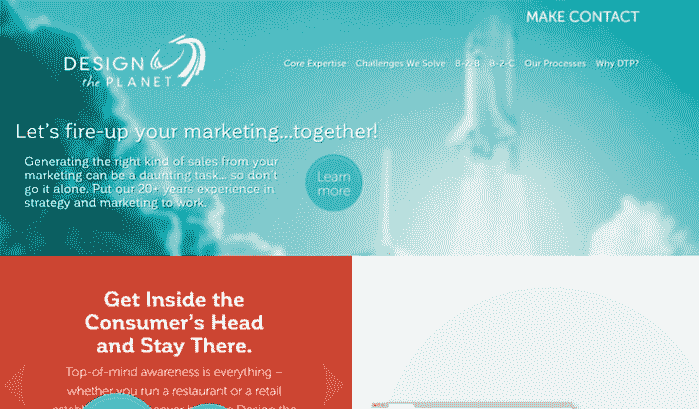 MAKE CONTACT
DESIGN
the PLANET
Core Expertise Challenges We Solve B-2-B B-2-C Our Processes Why DTP?
Let's fire-up your marketing...together!
Generating the right kind of sales from your
marketing can be a daunting task... so don't
go it alone. Put our 20+ years experience in
strategy and marketing to work.
Learn
more
Get Inside the
Consumer's Head
and Stay There.
Top-of-mind awareness is everything –
whether you run a restaurant or a retail